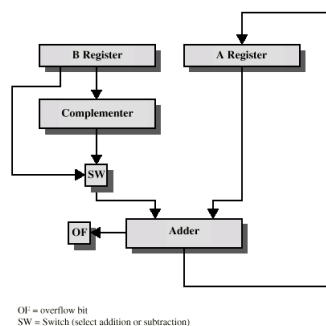 B Register
A Register
Complementer
SW
OF
Adder
OF = overflow bit
SW = Switch (select addition or subtraction)